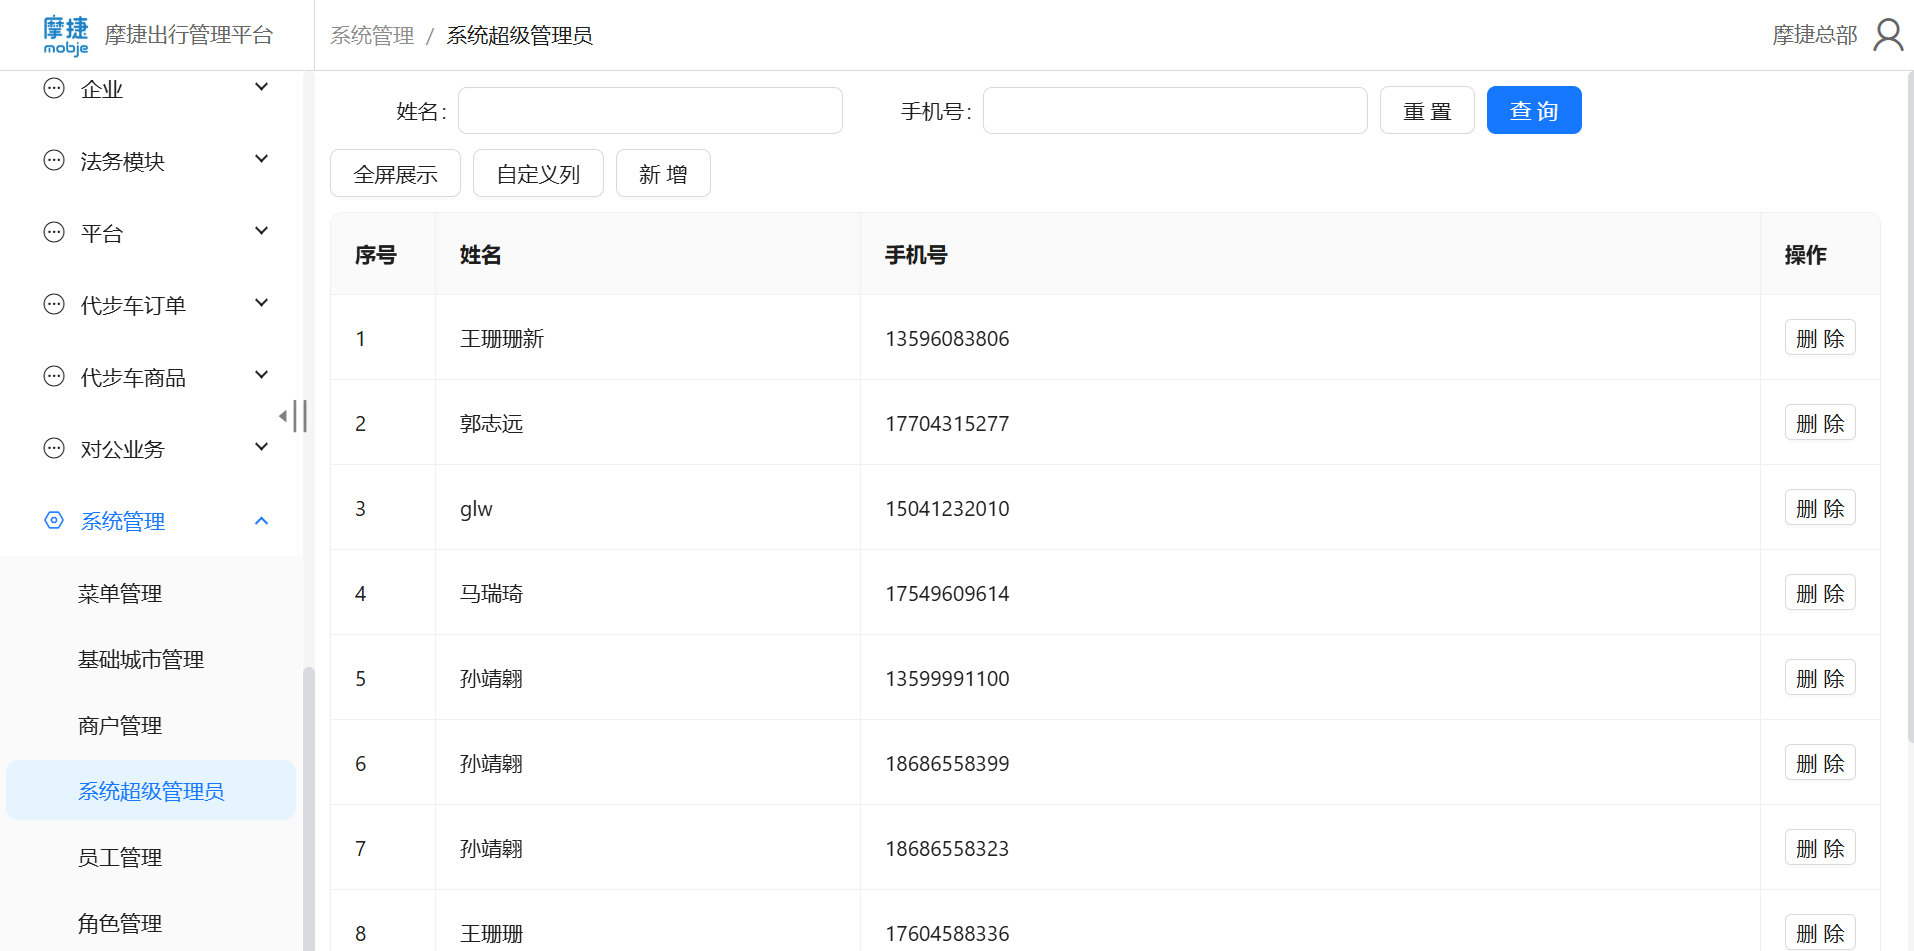 摩捷 mobje 摩捷出行管理平台
系统管理 / 系统超级管理员
摩捷总部
企业
法务模块
平台
代步车订单
代步车商品
对公业务
系统管理
菜单管理
基础城市管理
商户管理
系统超级管理员
员工管理
角色管理
姓名: 手机号: 重 置 查 询
全屏展示 自定义列 新 增
序号 姓名 手机号 操作
1 王珊珊新 13596083806 删 除
2 郭志远 17704315277 删 除
3 glw 15041232010 删 除
4 马瑞琦 17549609614 删 除
5 孙靖翱 13599991100 删 除
6 孙靖翱 18686558399 删 除
7 孙靖翱 18686558323 删 除
8 王珊珊 17604588336 删 除